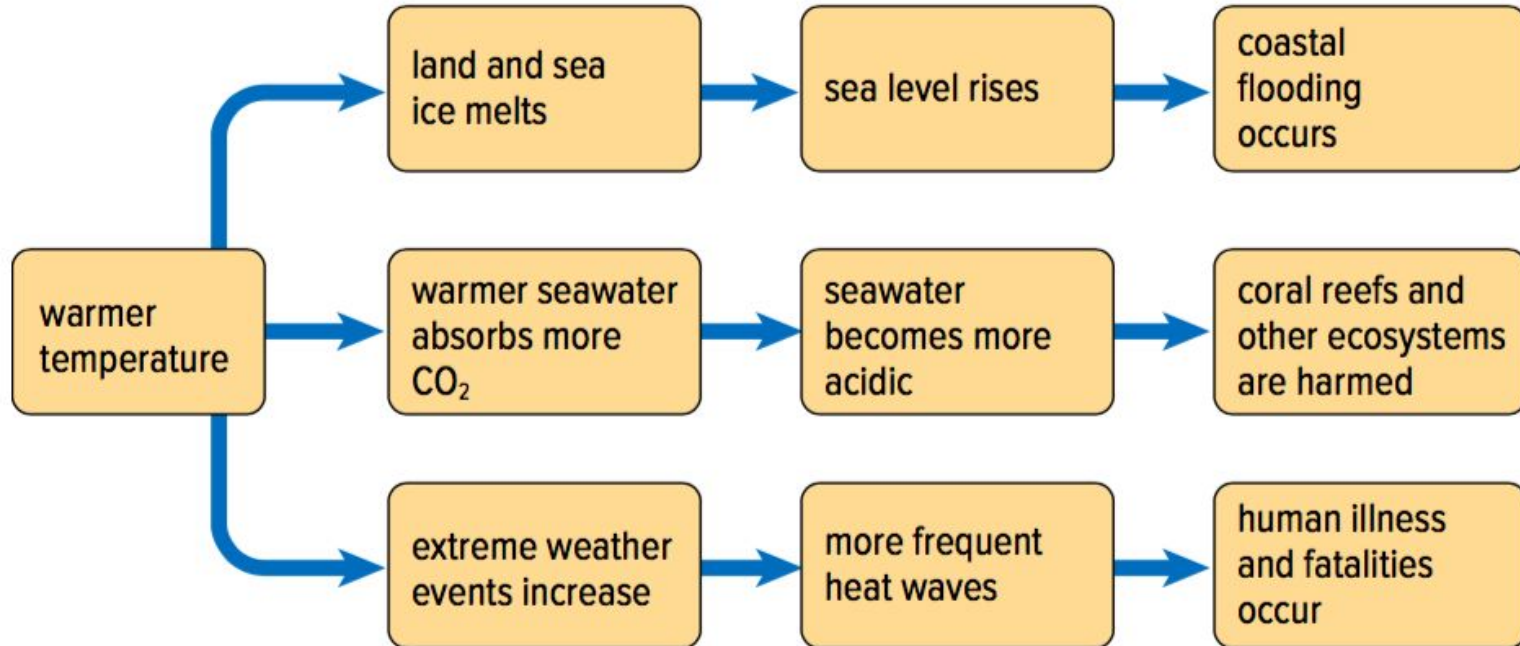 warmer
temperature
land and sea
ice melts
sea level rises
coastal
flooding
occurs
warmer seawater
absorbs more
CO₂
seawater
becomes more
acidic
coral reefs and
other ecosystems
are harmed
extreme weather
events increase
more frequent
heat waves
human illness
and fatalities
occur